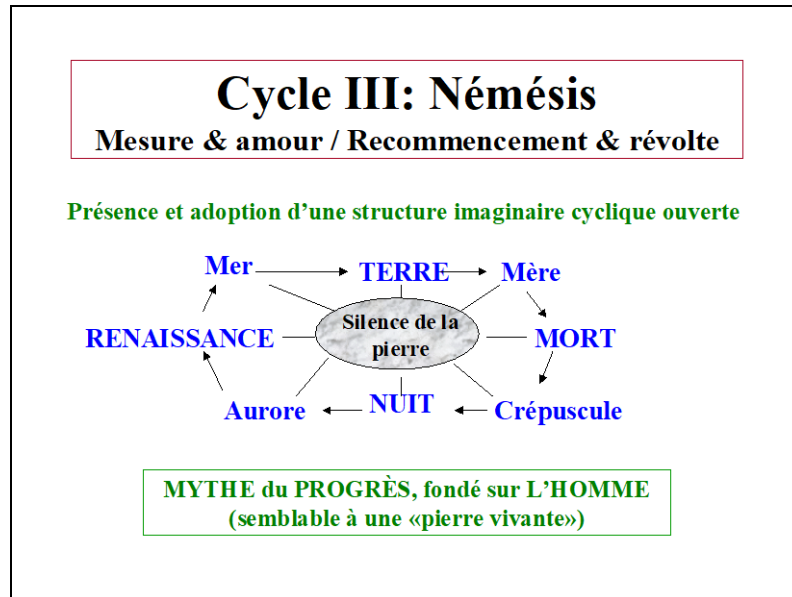 Cycle III: Némésis
Mesure & amour / Recommencement & révolte
Présence et adoption d'une structure imaginaire cyclique ouverte
Mer
TERRE
Mère
RENAISSANCE
Silence de la
pierre
MORT
Aurore
NUIT
Crépuscule
MYTHE du PROGRÈS, fondé sur L'HOMME
(semblable à une «pierre vivante»)